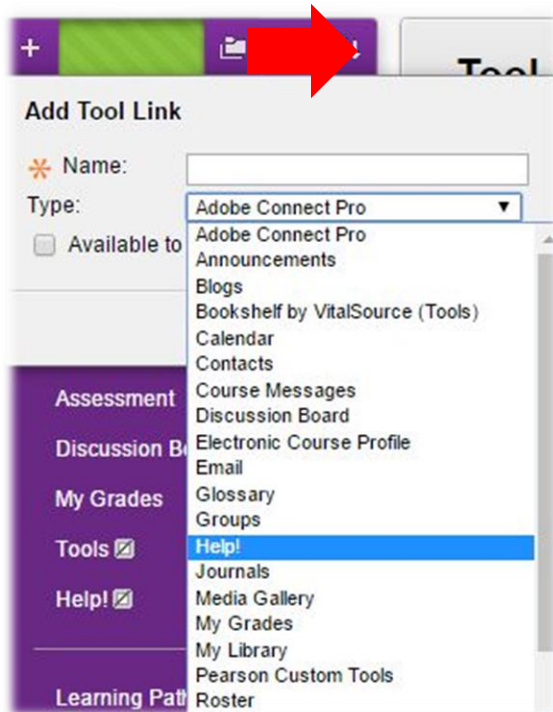 +
Tool
Add Tool Link
Name:
Type:
Adobe Connect Pro
Available to
Adobe Connect Pro
Announcements
Blogs
Bookshelf by VitalSource (Tools)
Calendar
Contacts
Course Messages
Discussion Board
Electronic Course Profile
Email
Glossary
Groups
Help!
Journals
Media Gallery
My Grades
My Library
Pearson Custom Tools
Roster
Assessment
Discussion
My Grades
Tools
Help!
Learning